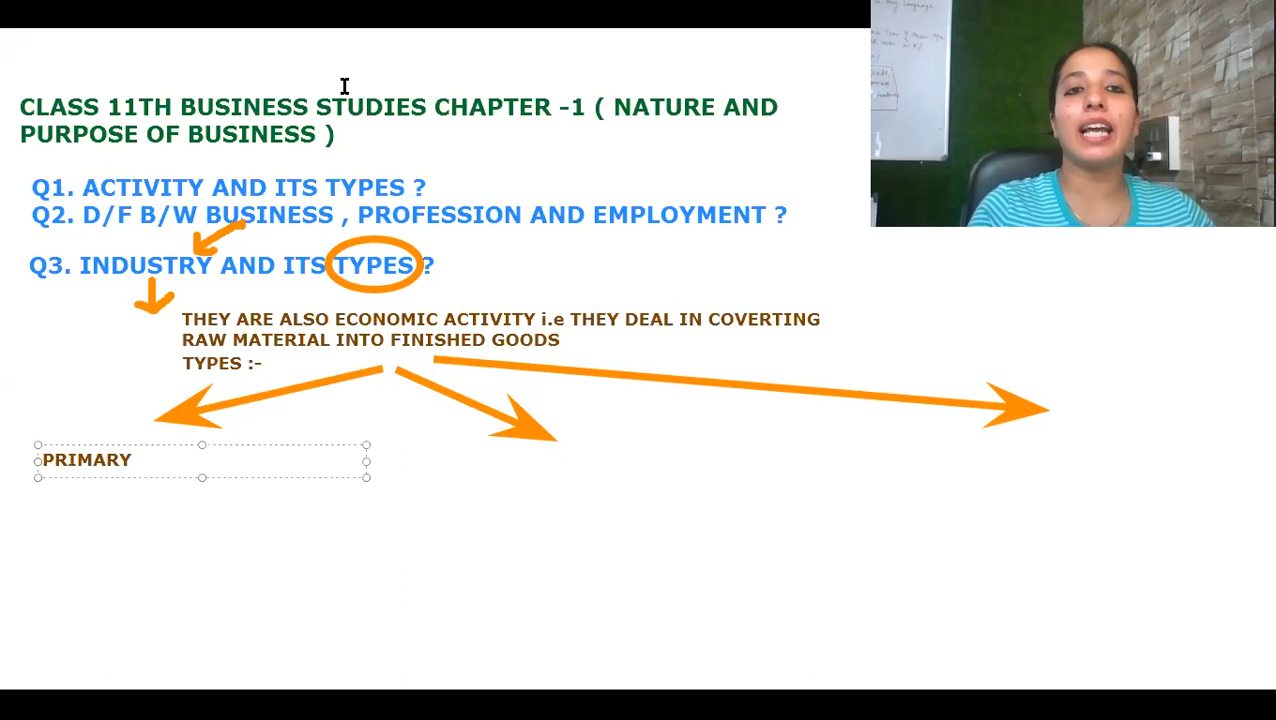 CLASS 11TH BUSINESS STUDIES CHAPTER -1 ( NATURE AND
PURPOSE OF BUSINESS )
Q1. ACTIVITY AND ITS TYPES ?
Q2. D/F B/W BUSINESS , PROFESSION AND EMPLOYMENT ?
Q3. INDUSTRY AND ITS TYPES ?
THEY ARE ALSO ECONOMIC ACTIVITY i.e THEY DEAL IN COVERTING
RAW MATERIAL INTO FINISHED GOODS
TYPES :-
PRIMARY